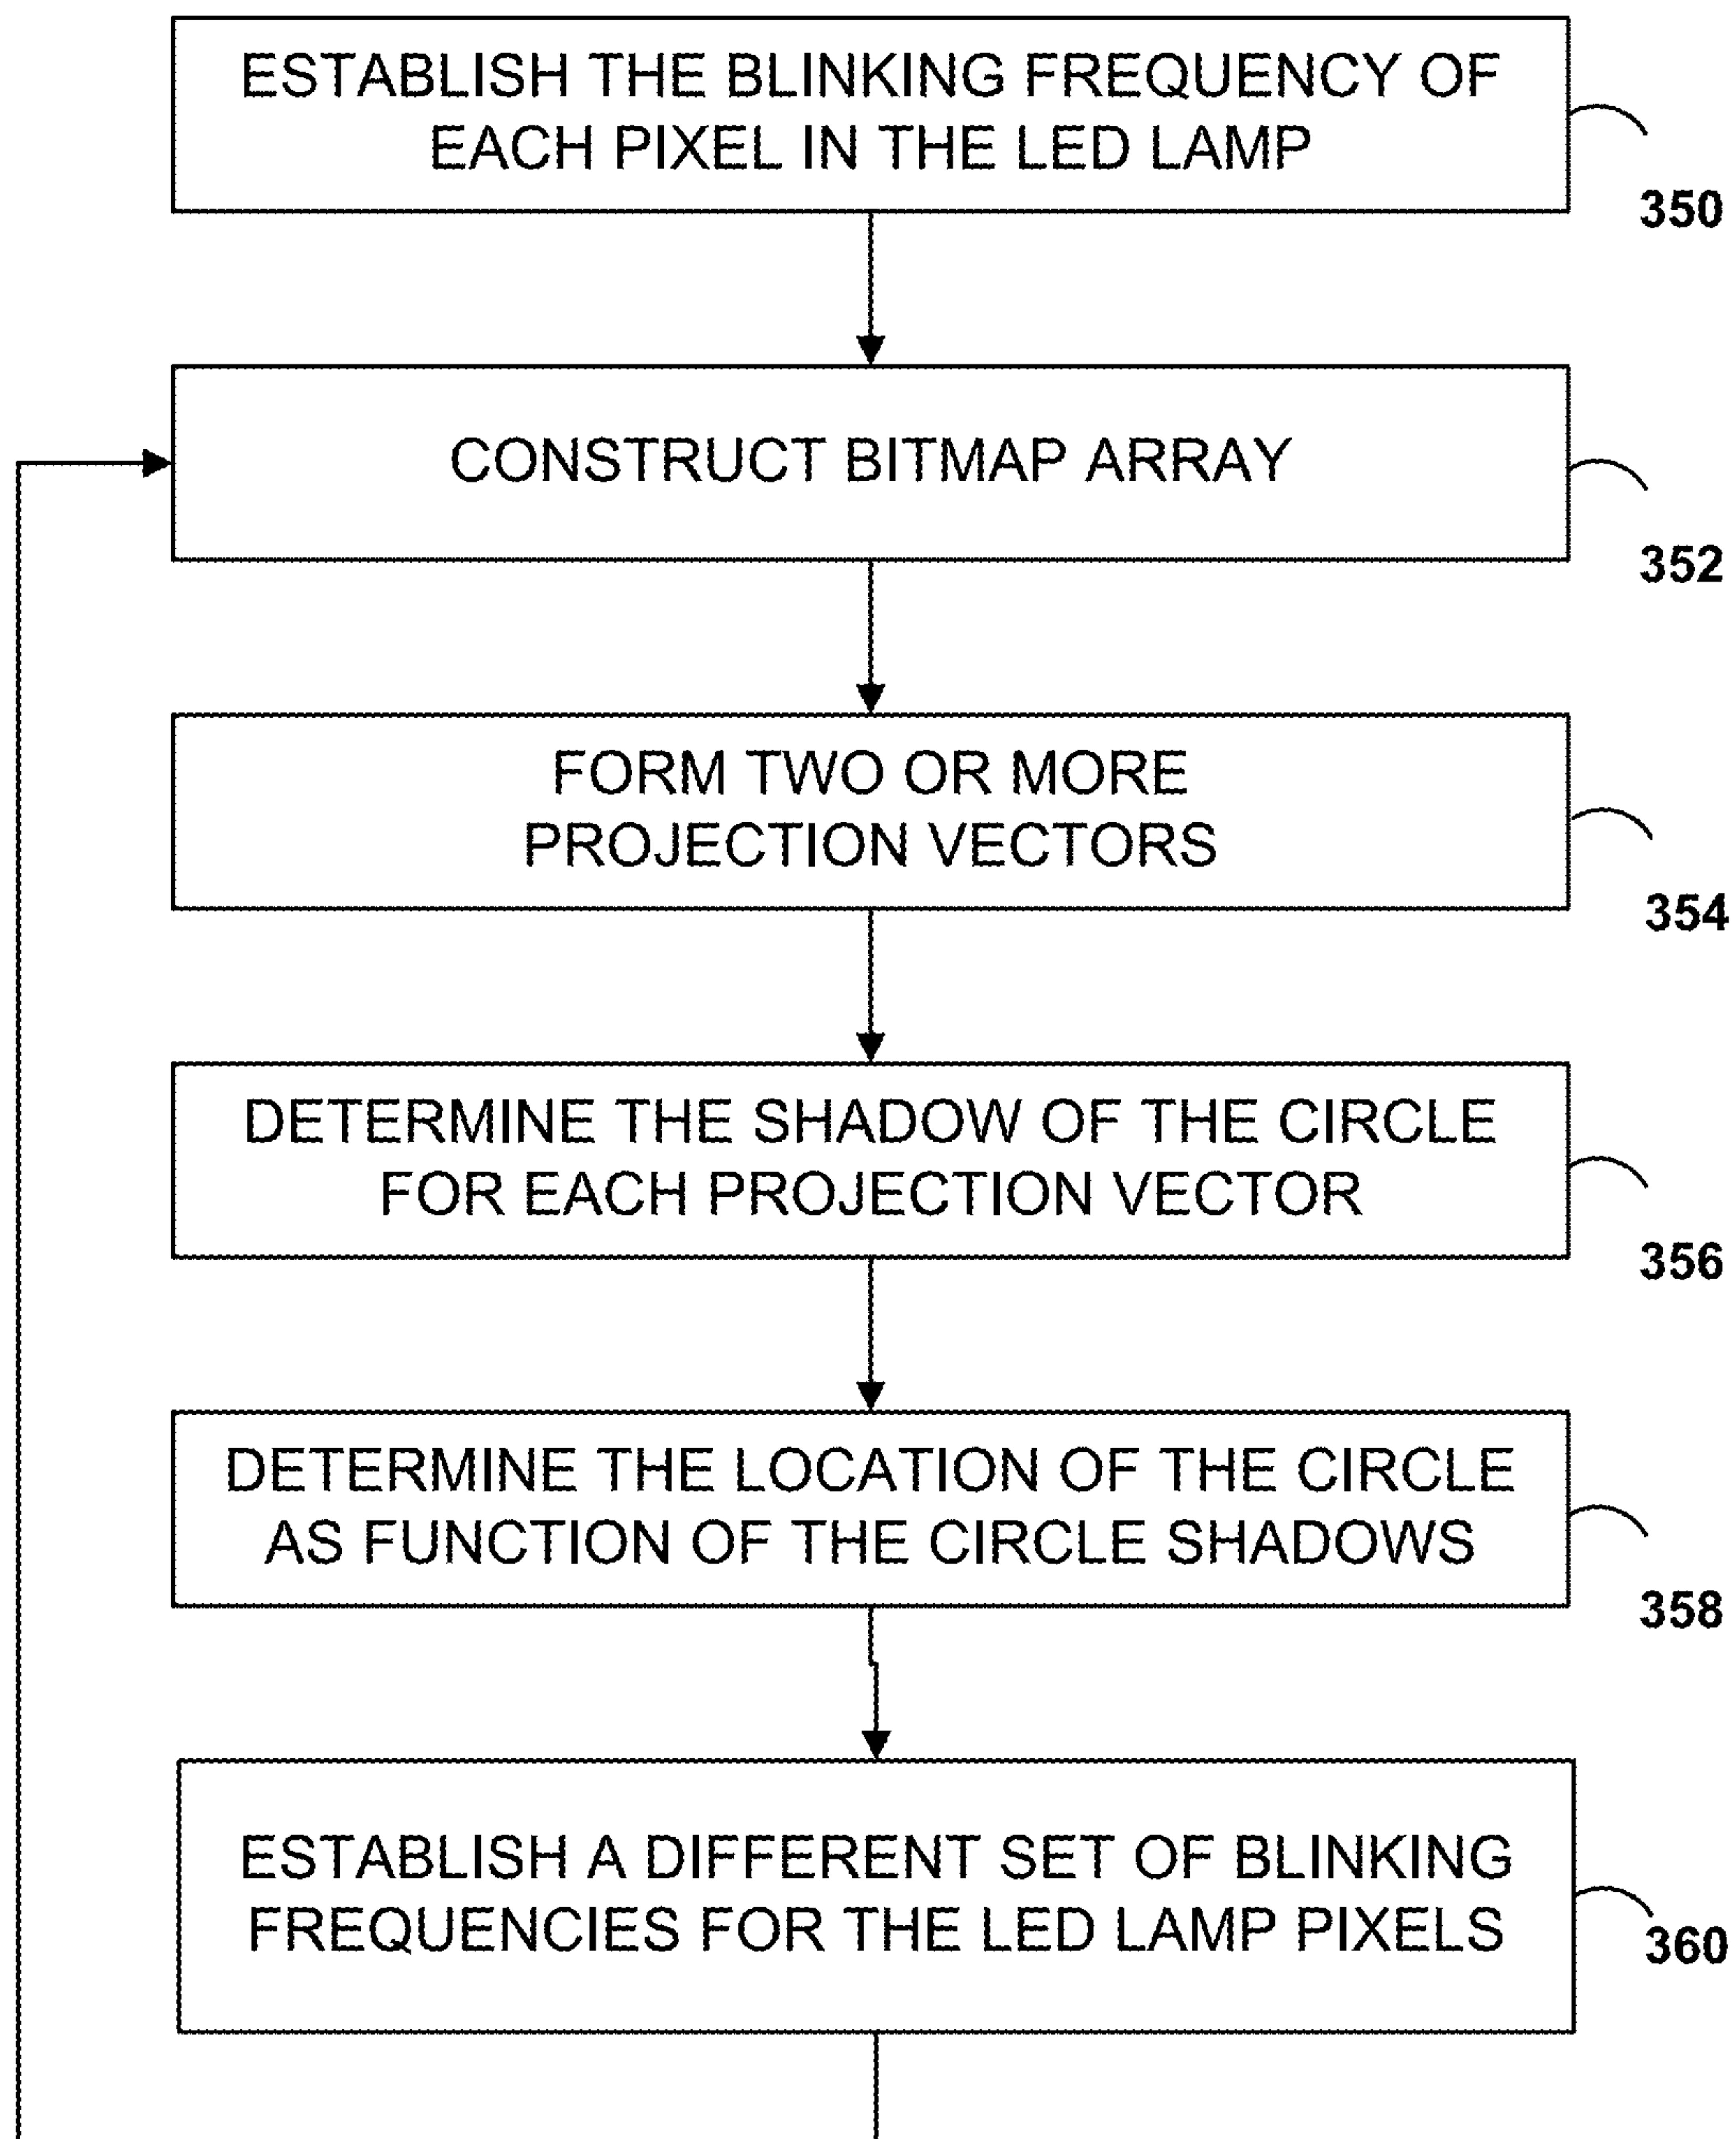 ESTABLISH THE BLINKING FREQUENCY OF
EACH PIXEL IN THE LED LAMP
350
CONSTRUCT BITMAP ARRAY
352
FORM TWO OR MORE
PROJECTION VECTORS
354
DETERMINE THE SHADOW OF THE CIRCLE
FOR EACH PROJECTION VECTOR
356
DETERMINE THE LOCATION OF THE CIRCLE
AS FUNCTION OF THE CIRCLE SHADOWS
358
ESTABLISH A DIFFERENT SET OF BLINKING
FREQUENCIES FOR THE LED LAMP PIXELS
360